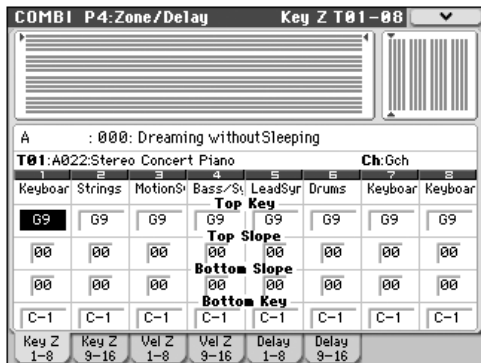 COMBI P4:Zone/Delay Key Z T01-08
A : 000: Dreaming withoutSleeping
T01:A022:Stereo Concert Piano Ch:Gch
1 2 3 4 5 6 7 8
Keyboar Strings MotionS Bass/Sy LeadSyr Drums Keyboar Keyboar
Top Key
G9 G9 G9 G9 G9 G9 G9 G9
Top Slope
00 00 00 00 00 00 00 00
Bottom Slope
00 00 00 00 00 00 00 00
Bottom Key
C-1 C-1 C-1 C-1 C-1 C-1 C-1 C-1
Key Z 1-8 Key Z 9-16 Vel Z 1-8 Vel Z 9-16 Delay 1-8 Delay 9-16